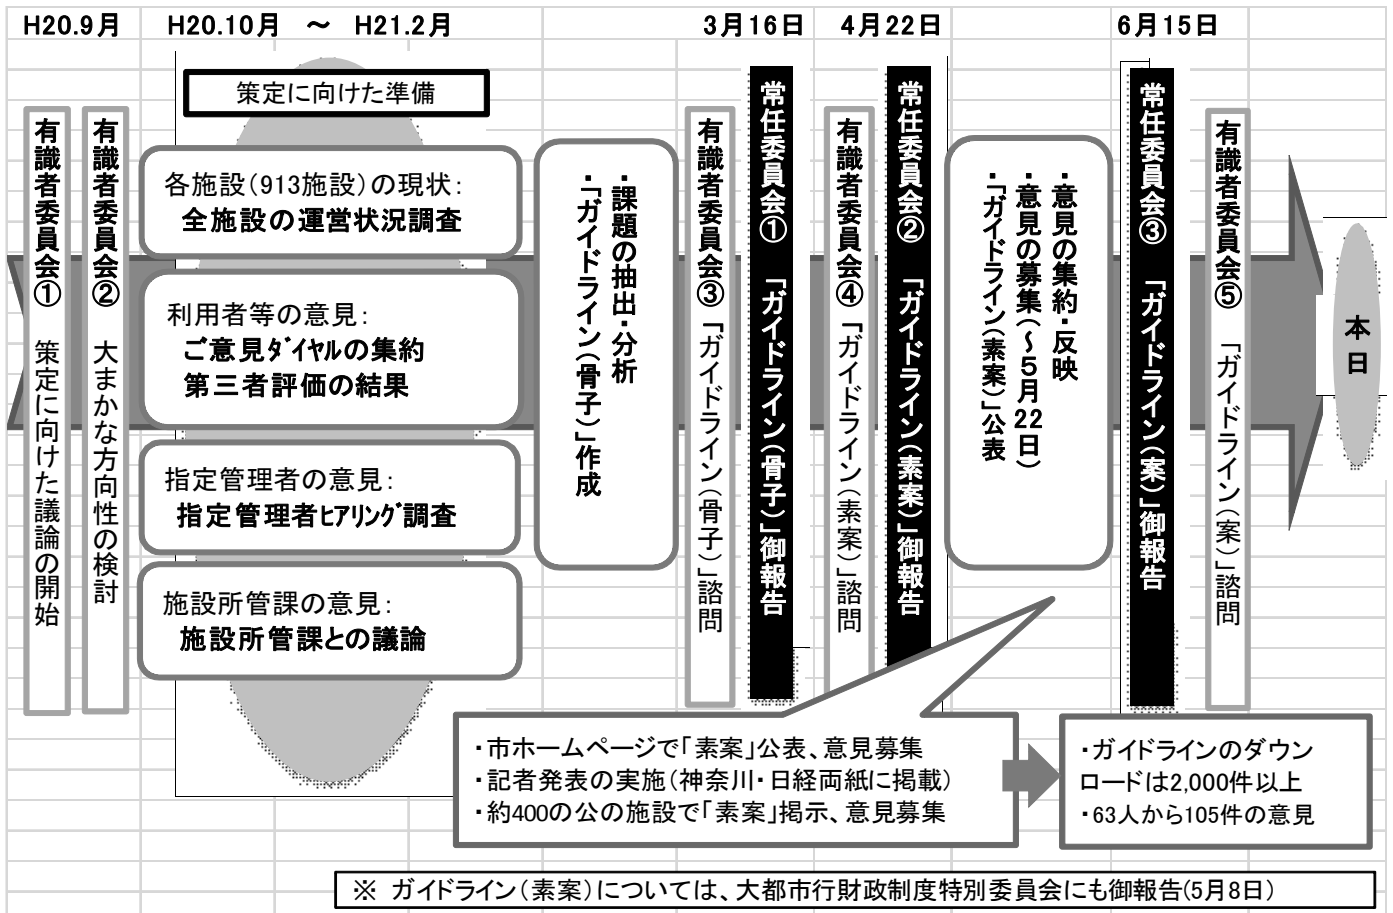 H20.9月
H20.10月　～　H21.2月
3月16日
4月22日
6月15日
有識者委員会①　策定に向けた議論の開始
有識者委員会②　大まかな方向性の検討
策定に向けた準備
各施設(913施設)の現状:
全施設の運営状況調査
利用者等の意見:
ご意見ﾀﾞｲﾔﾙの集約
第三者評価の結果
指定管理者の意見:
指定管理者ﾋｱﾘﾝｸﾞ調査
施設所管課の意見:
施設所管課との議論
・課題の抽出・分析
・「ガイドライン(骨子)」作成
有識者委員会③「ガイドライン(骨子)」諮問
常任委員会①　「ガイドライン(骨子)」御報告
有識者委員会④「ガイドライン(素案)」諮問
常任委員会②　「ガイドライン(素案)」御報告
・意見の集約・反映
・意見の募集(～5月22日)
・「ガイドライン(素案)」公表
常任委員会③　「ガイドライン(案)」御報告
有識者委員会⑤　「ガイドライン(案)」諮問
本日
・市ホームページで「素案」公表、意見募集
・記者発表の実施(神奈川・日経両紙に掲載)
・約400の公の施設で「素案」掲示、意見募集
・ガイドラインのダウン
ロードは2,000件以上
・63人から105件の意見
※ ガイドライン(素案)については、大都市行財政制度特別委員会にも御報告(5月8日)